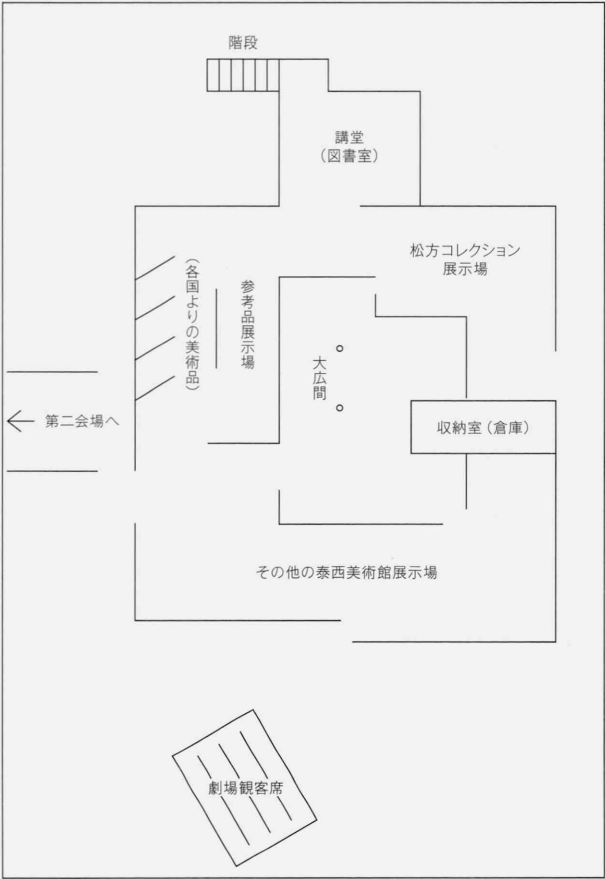 階段
講堂
（図書室）
松方コレクション
展示場
参考品展示場
（各国よりの美術品）
大広間
収納室（倉庫）
第二会場へ
その他の泰西美術館展示場
劇場観客席